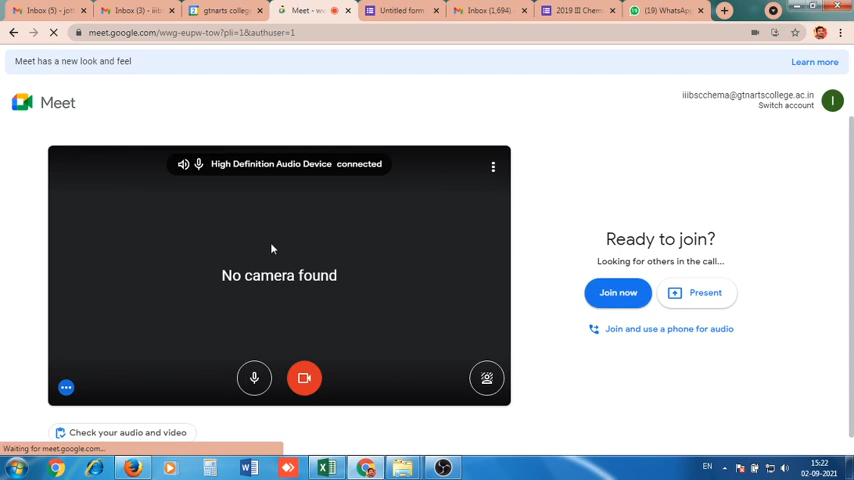 Inbox (5) - jott
Inbox (3) - iiibs
gtnarts colleg
Meet - w
Untitled form
Inbox (1,694)
2019 III Chem
(19) WhatsApp
meet.google.com/wwg-eupw-tow?pli=1&authuser=1
Meet has a new look and feel
Learn more
Meet
iiibscchema@gtnartscollege.ac.in
Switch account
I
High Definition Audio Device connected
No camera found
Ready to join?
Looking for others in the call...
Join now
Present
Join and use a phone for audio
Check your audio and video
Waiting for meet.google.com...
EN
15:22
02-09-2021